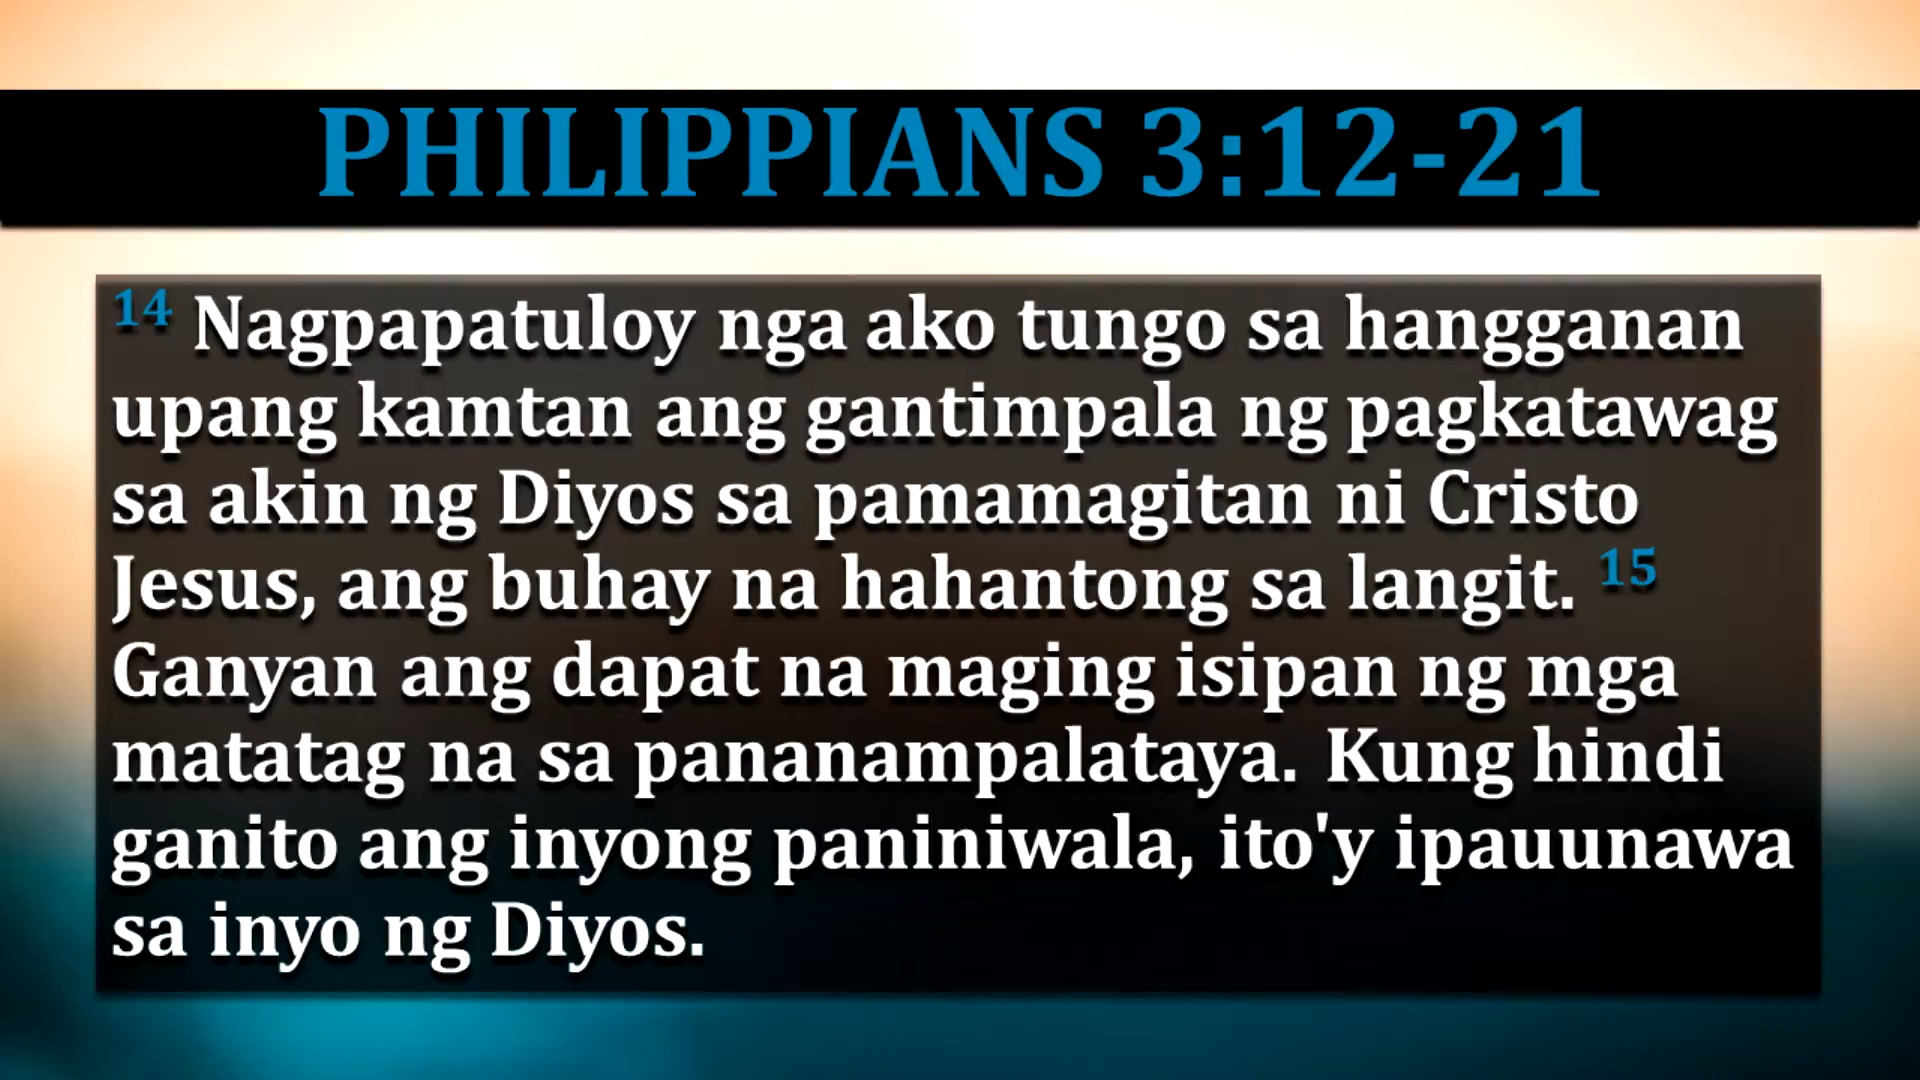 PHILIPPIANS 3:12-21
14 Nagpapatuloy nga ako tungo sa hangganan
upang kamtan ang gantimpala ng pagkatawag
sa akin ng Diyos sa pamamagitan ni Cristo
Jesus, ang buhay na hahantong sa langit. 15
Ganyan ang dapat na maging isipan ng mga
matatag na sa pananampalataya. Kung hindi
ganito ang inyong paniniwala, ito'y ipauunawa
sa inyo ng Diyos.